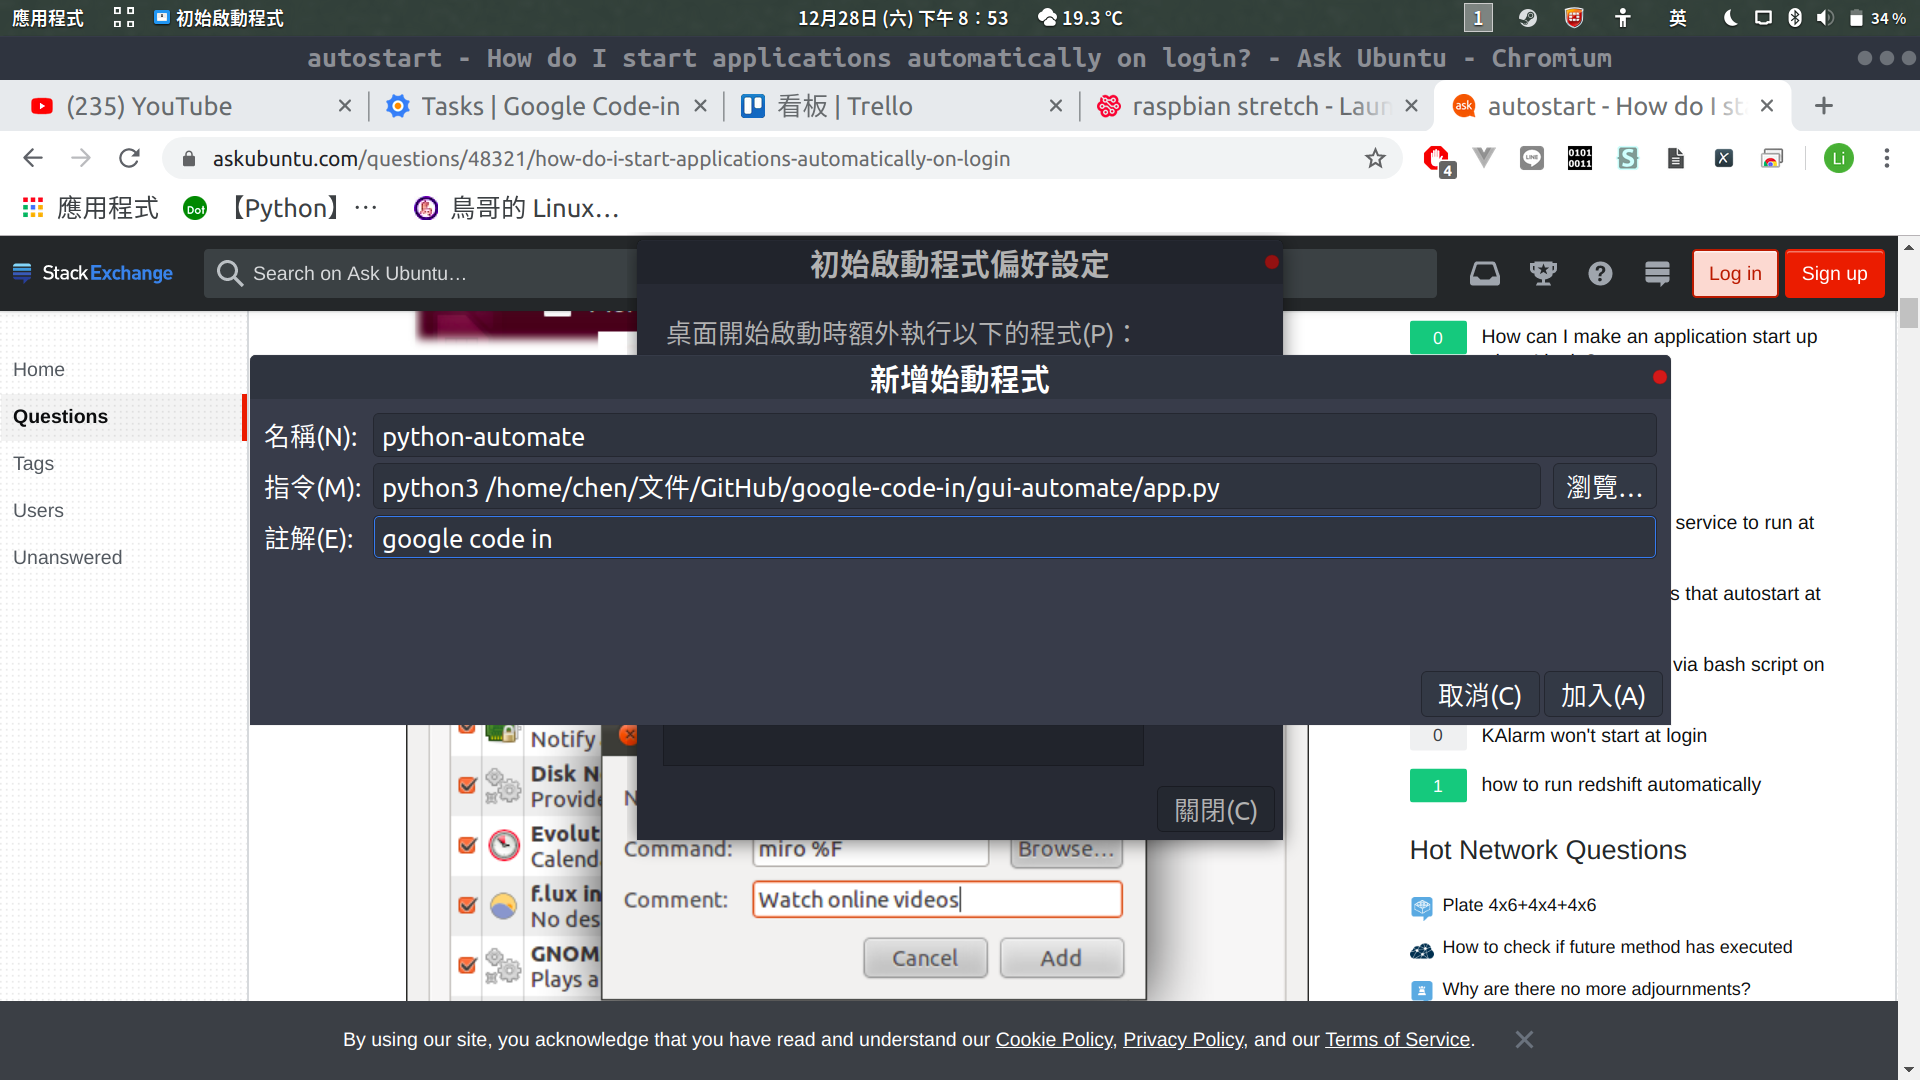 應用程式
初始啟動程式
12月28日 (六) 下午 8：53
19.3 °C
1
英
34 %
autostart - How do I start applications automatically on login? - Ask Ubuntu - Chromium
(235) YouTube
Tasks | Google Code-in
看板 | Trello
raspbian stretch - Laun
autostart - How do I st
askubuntu.com/questions/48321/how-do-i-start-applications-automatically-on-login
4
0101
0011
Li
應用程式
Dot
【Python】…
鳥哥的 Linux…
StackExchange
Search on Ask Ubuntu…
Log in
Sign up
初始啟動程式偏好設定
桌面開始啟動時額外執行以下的程式(P)：
Home
Questions
Tags
Users
Unanswered
新增始動程式
名稱(N):
python-automate
指令(M):
python3 /home/chen/文件/GitHub/google-code-in/gui-automate/app.py
瀏覽…
註解(E):
google code in
取消(C)
加入(A)
關閉(C)
Notify
Disk N
Provide
Evolut
Calend
f.lux in
No des
GNOM
Plays a
N
Command:
miro %F
Browse...
Comment:
Watch online videos
Cancel
Add
0
How can I make an application start up
service to run at
s that autostart at
via bash script on
0
KAlarm won't start at login
1
how to run redshift automatically
Hot Network Questions
Plate 4x6+4x4+4x6
How to check if future method has executed
Why are there no more adjournments?
By using our site, you acknowledge that you have read and understand our Cookie Policy, Privacy Policy, and our Terms of Service.